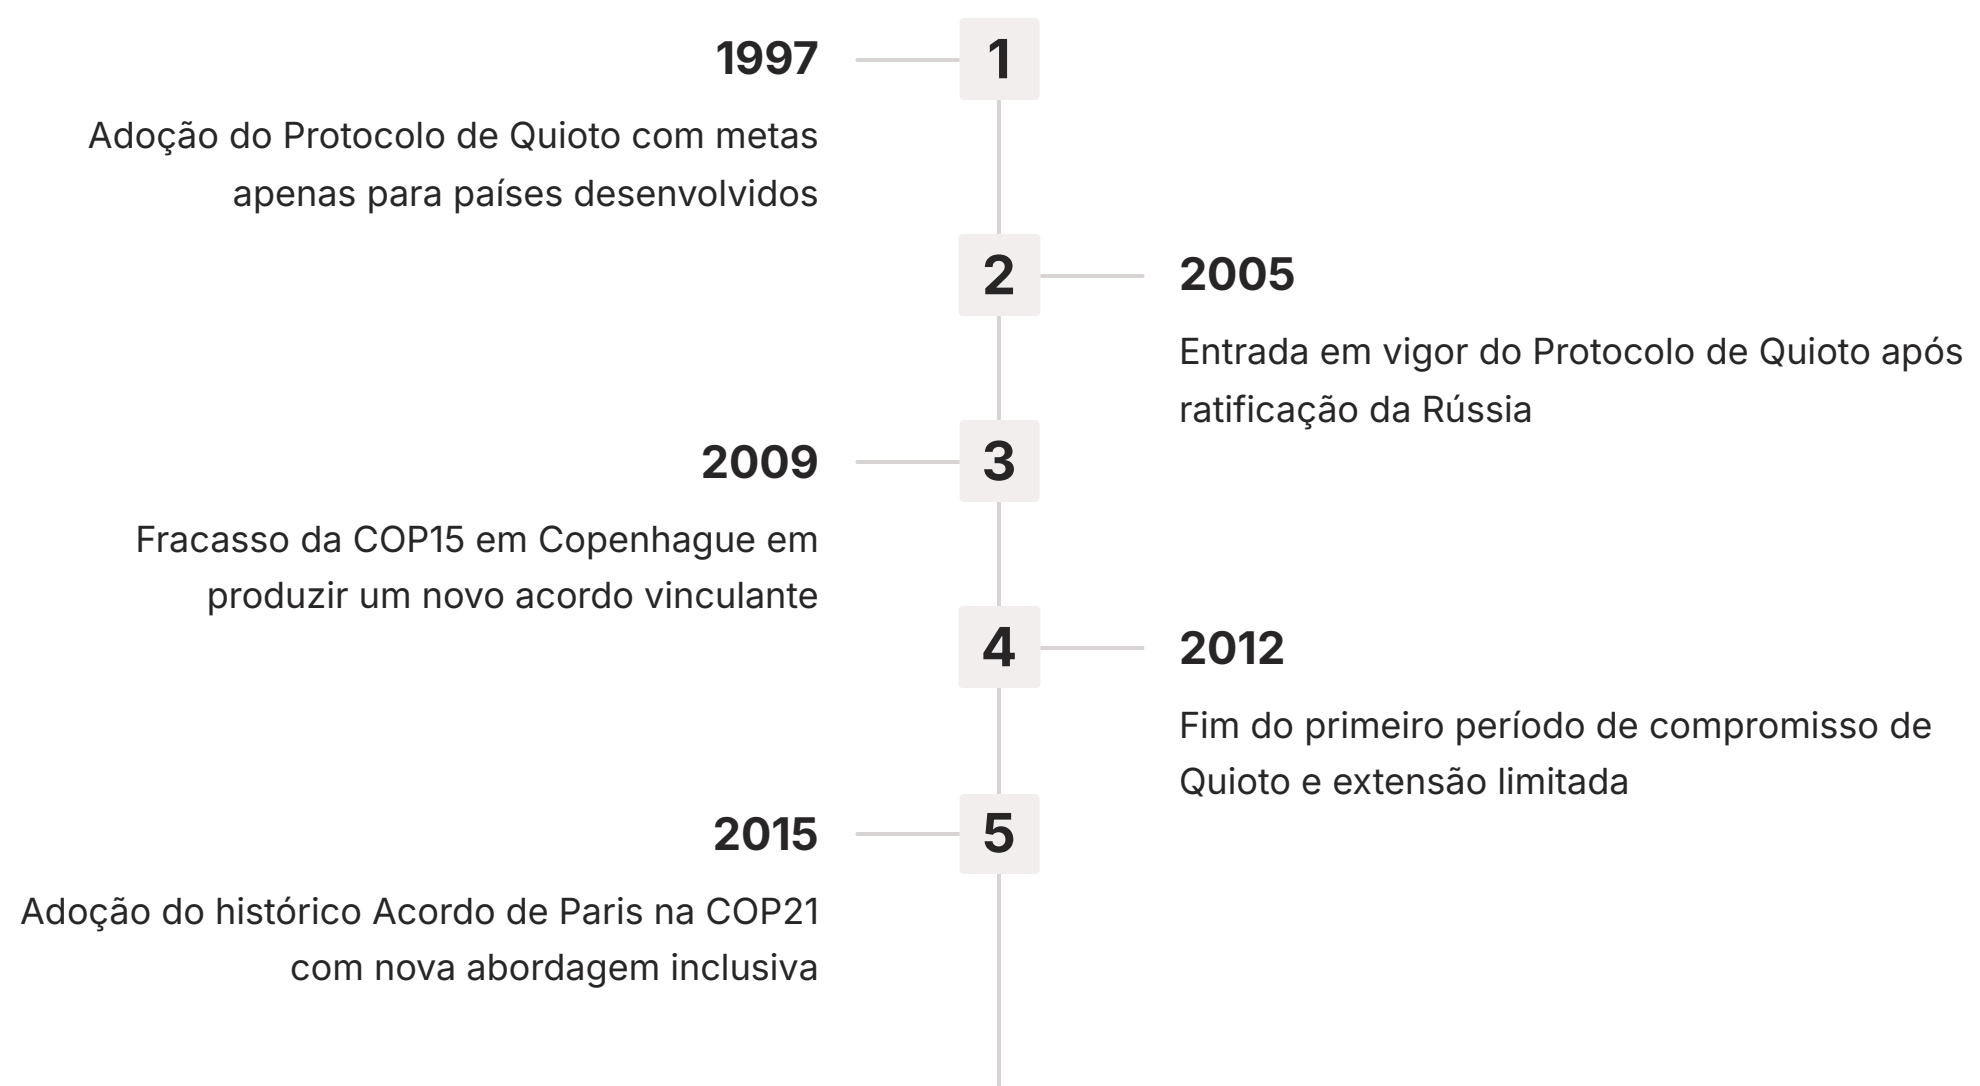 1997
1
Adoção do Protocolo de Quioto com metas
apenas para países desenvolvidos
2
2005
Entrada em vigor do Protocolo de Quioto após
ratificação da Rússia
2009
3
Fracasso da COP15 em Copenhague em
produzir um novo acordo vinculante
4
2012
Fim do primeiro período de compromisso de
Quioto e extensão limitada
2015
5
Adoção do histórico Acordo de Paris na COP21
com nova abordagem inclusiva